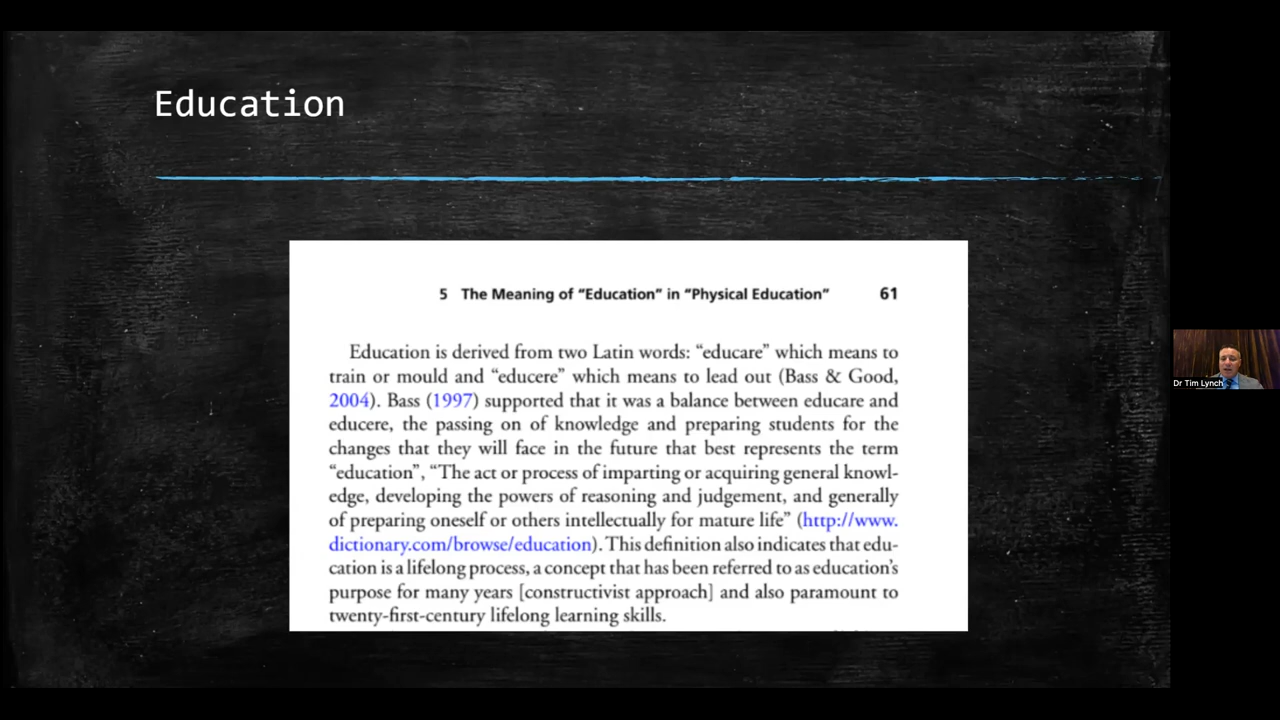 Education
5 The Meaning of “Education” in “Physical Education” 61
Education is derived from two Latin words: “educare” which means to
train or mould and “educere” which means to lead out (Bass & Good,
2004). Bass (1997) supported that it was a balance between educare and
educere, the passing on of knowledge and preparing students for the
changes that they will face in the future that best represents the term
“education”, “The act or process of imparting or acquiring general knowl-
edge, developing the powers of reasoning and judgement, and generally
of preparing oneself or others intellectually for mature life” (http://www.
dictionary.com/browse/education). This definition also indicates that edu-
cation is a lifelong process, a concept that has been referred to as education’s
purpose for many years [constructivist approach] and also paramount to
twenty-first-century lifelong learning skills.
Dr Tim Lynch